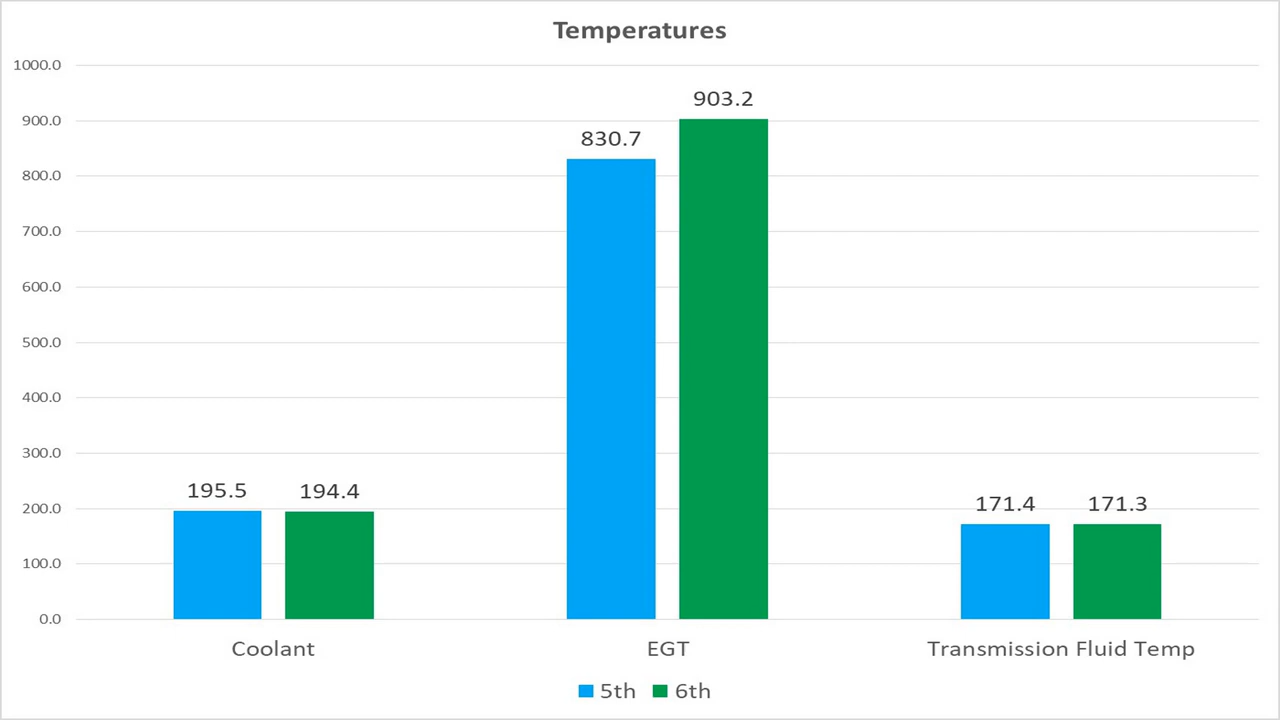 Temperatures
1000.0
900.0
800.0
700.0
600.0
500.0
400.0
300.0
200.0
100.0
0.0
195.5
194.4
830.7
903.2
171.4
171.3
Coolant
EGT
Transmission Fluid Temp
5th
6th